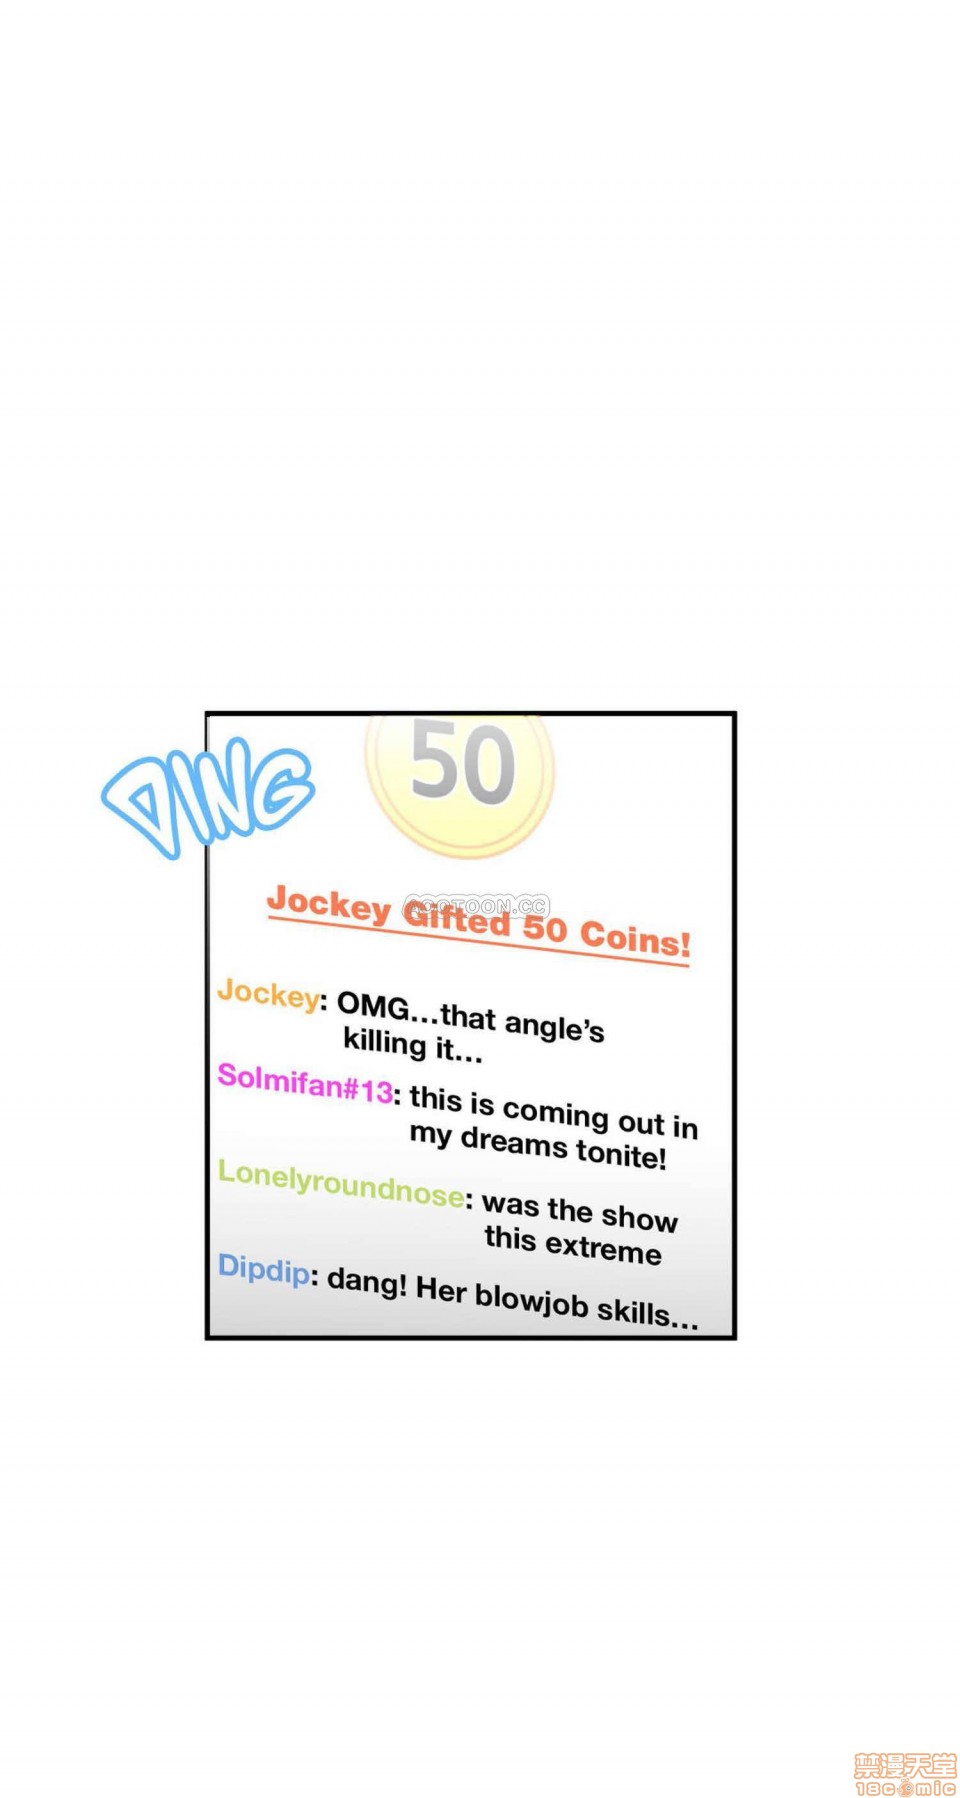 50
DING
Jockey Gifted 50 Coins!
ACGTOON.CC
Jockey: OMG...that angle's
killing it...
Solmifan#13: this is coming out in
my dreams tonite!
Lonelyroundnose: was the show
this extreme
Dipdip: dang! Her blowjob skills...
禁漫天堂
18comic